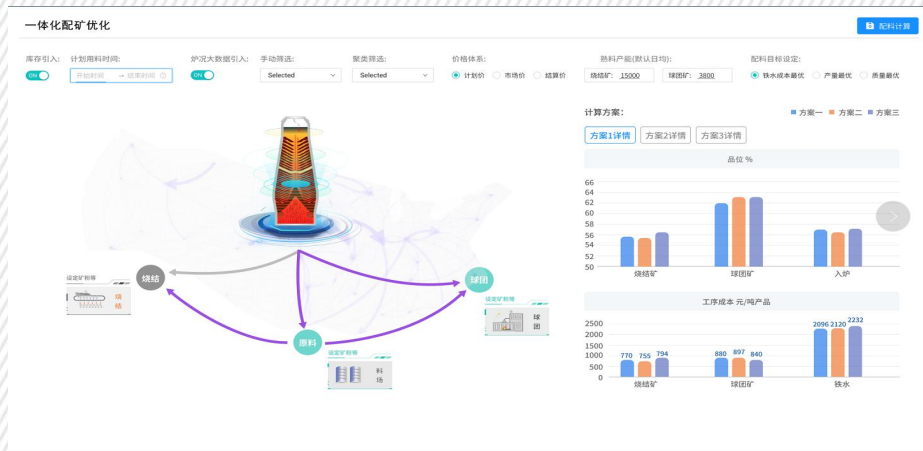 一体化配矿优化
配料计算
库存引入: 计划用料时间: 炉况大数据引入: 手动筛选: 聚类筛选: 价格体系: 熟料产能(默认日均): 配料目标设定:
ON 开始时间 → 结束时间 ON Selected Selected 计划价 市场价 结算价 烧结矿: 15000 球团矿: 3800 铁水成本最优 产量最优 质量最优
计算方案: 方案一 方案二 方案三
方案1详情 方案2详情 方案3详情
品位 %
66
64
62
60
58
56
54
52
50
烧结矿 球团矿 入炉
工序成本 元/吨产品
2500
2000
1500
1000
500
0
770 755 794 880 897 840 2096 2120 2232
烧结矿 球团矿 铁水
烧结
设定矿粉等
烧结
球团
设定矿粉等
球团
原料
设定矿粉等
料场